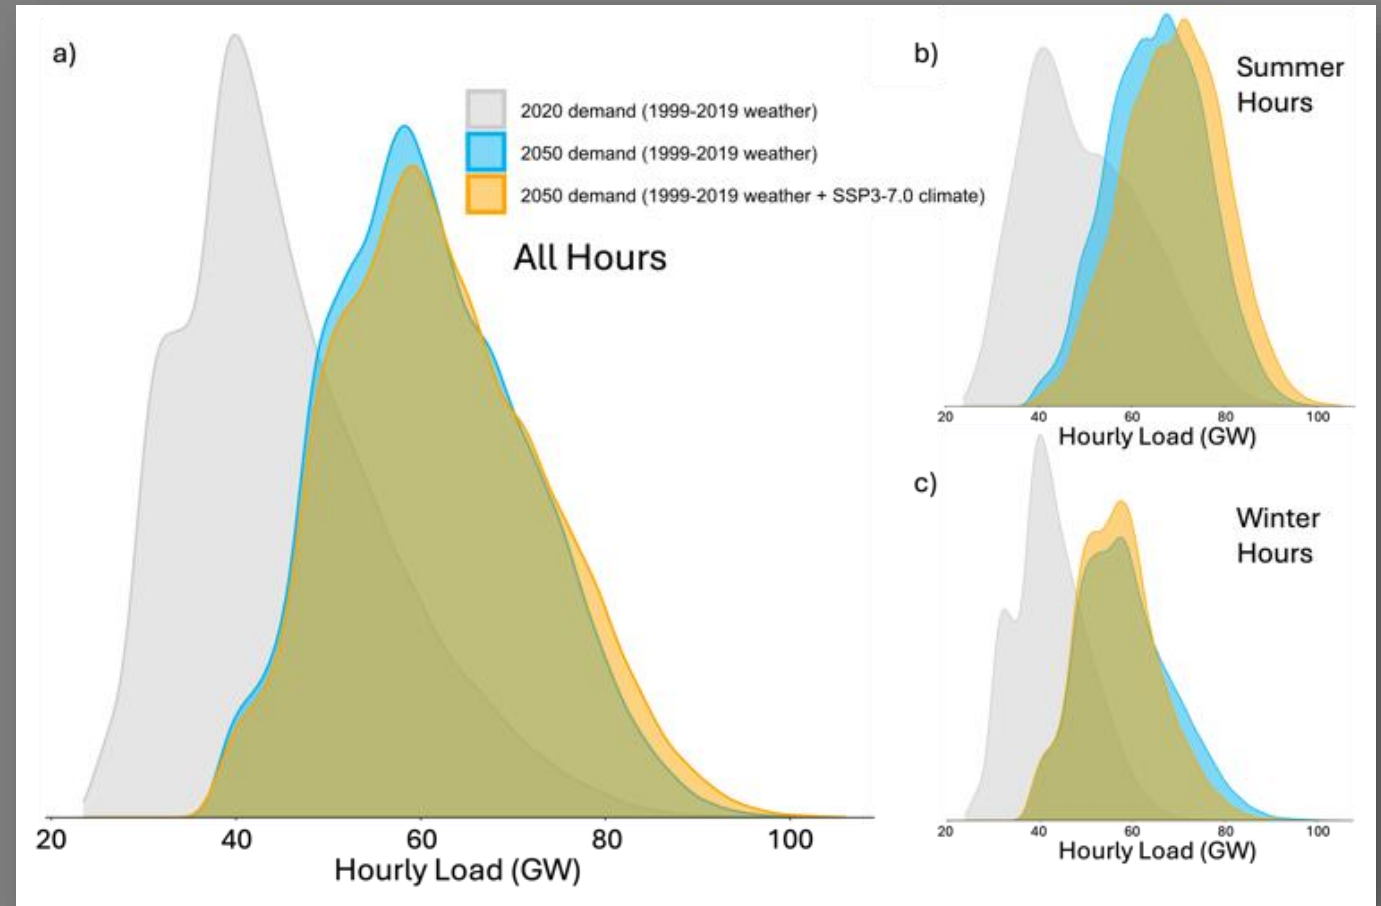 a)
2020 demand (1999-2019 weather)
2050 demand (1999-2019 weather)
2050 demand (1999-2019 weather + SSP3-7.0 climate)
All Hours
20 40 60 80 100
Hourly Load (GW)
b)
Summer
Hours
20 40 60 80 100
Hourly Load (GW)
c)
Winter
Hours
20 40 60 80 100
Hourly Load (GW)